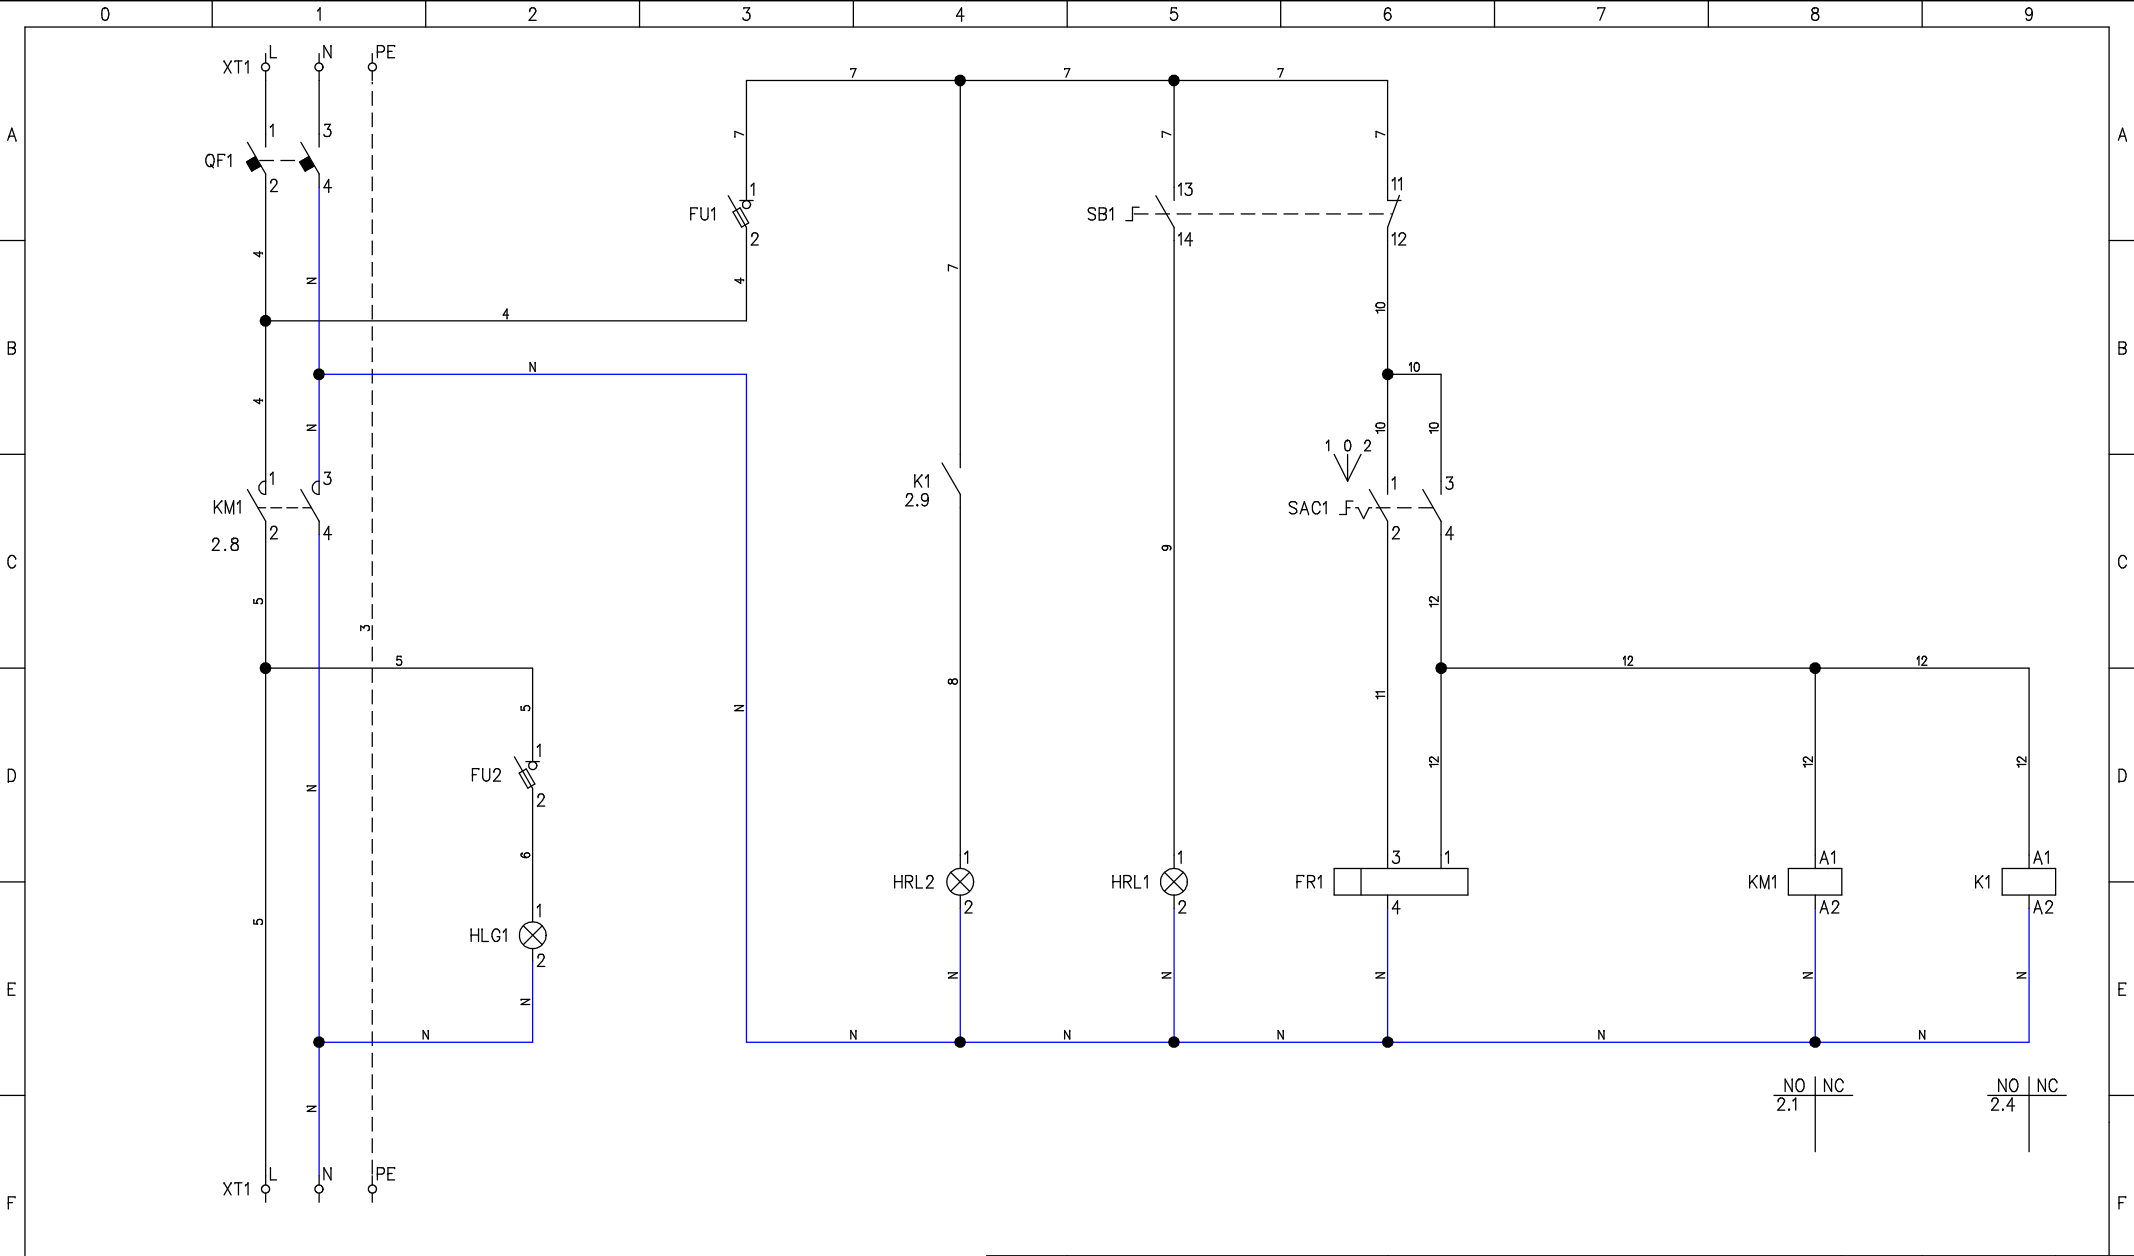 0 1 2 3 4 5 6 7 8 9
XT1 L N PE
7 7 7
A 1 3 7 7 7 A
QF1
2 4
1 13 11
FU1 SB1
2 14 12
4 N 4 7 10
4
B B
N 10
4 N 10 10
1 0 2
1 3 K1 1 3
2.9
KM1 SAC1
2 4 2 4
2.8
C 9 C
5 12
3
5 12 12
5 N 8 11
1
D FU2 12 12 12 D
N 2
6 1 1 3 1 A1 A1
HRL2 HRL1 FR1 KM1 K1
2 2 4 A2 A2
5 1
HLG1
2
N N N N N
E E
N
N N N N N N
NO NC NO NC
N 2.1 2.4
XT1 L N PE
F F